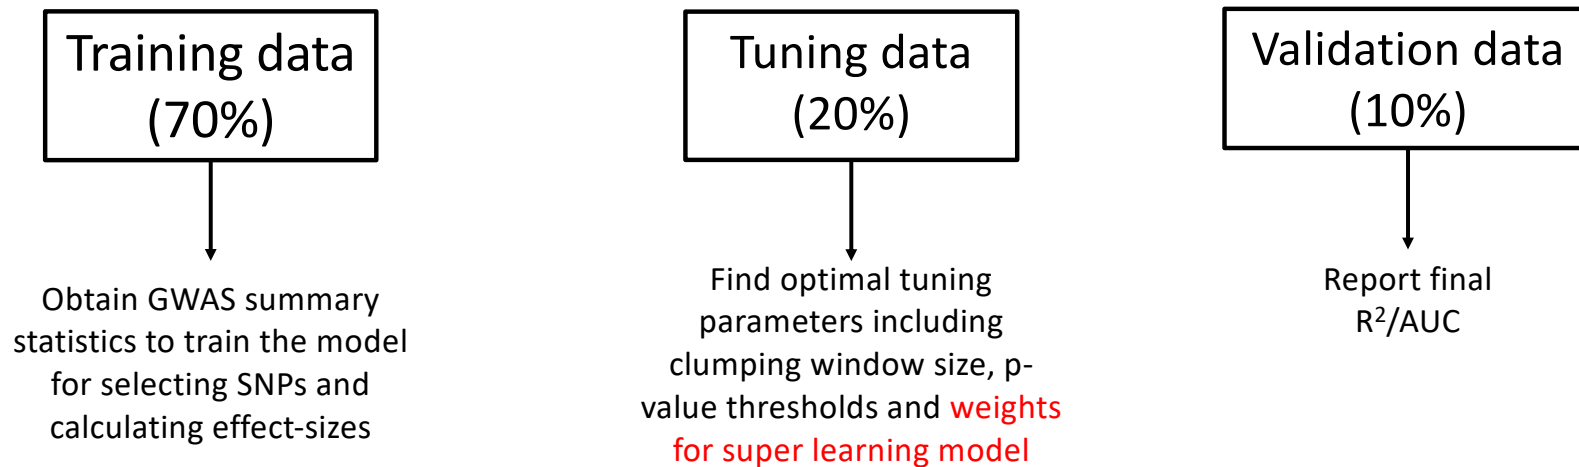 Training data
(70%)
Obtain GWAS summary
statistics to train the model
for selecting SNPs and
calculating effect-sizes
Tuning data
(20%)
Find optimal tuning
parameters including
clumping window size, p-
value thresholds and weights
for super learning model
Validation data
(10%)
Report final
R²/AUC